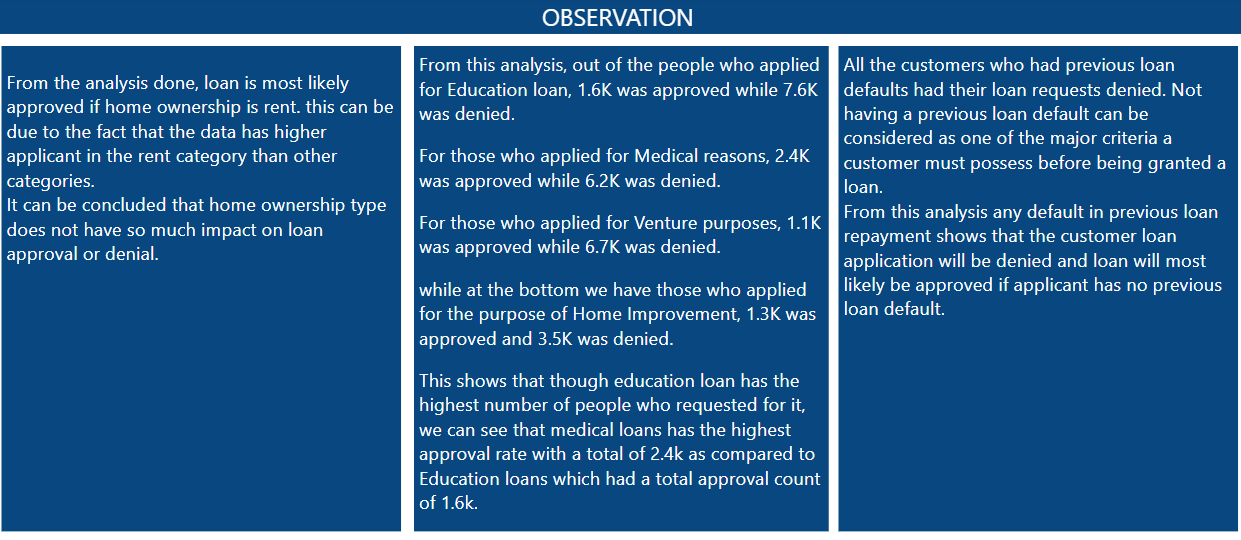 OBSERVATION
From the analysis done, loan is most likely
approved if home ownership is rent. this can be
due to the fact that the data has higher
applicant in the rent category than other
categories.
It can be concluded that home ownership type
does not have so much impact on loan
approval or denial.
From this analysis, out of the people who applied
for Education loan, 1.6K was approved while 7.6K
was denied.
For those who applied for Medical reasons, 2.4K
was approved while 6.2K was denied.
For those who applied for Venture purposes, 1.1K
was approved while 6.7K was denied.
while at the bottom we have those who applied
for the purpose of Home Improvement, 1.3K was
approved and 3.5K was denied.
This shows that though education loan has the
highest number of people who requested for it,
we can see that medical loans has the highest
approval rate with a total of 2.4k as compared to
Education loans which had a total approval count
of 1.6k.
All the customers who had previous loan
defaults had their loan requests denied. Not
having a previous loan default can be
considered as one of the major criteria a
customer must possess before being granted a
loan.
From this analysis any default in previous loan
repayment shows that the customer loan
application will be denied and loan will most
likely be approved if applicant has no previous
loan default.